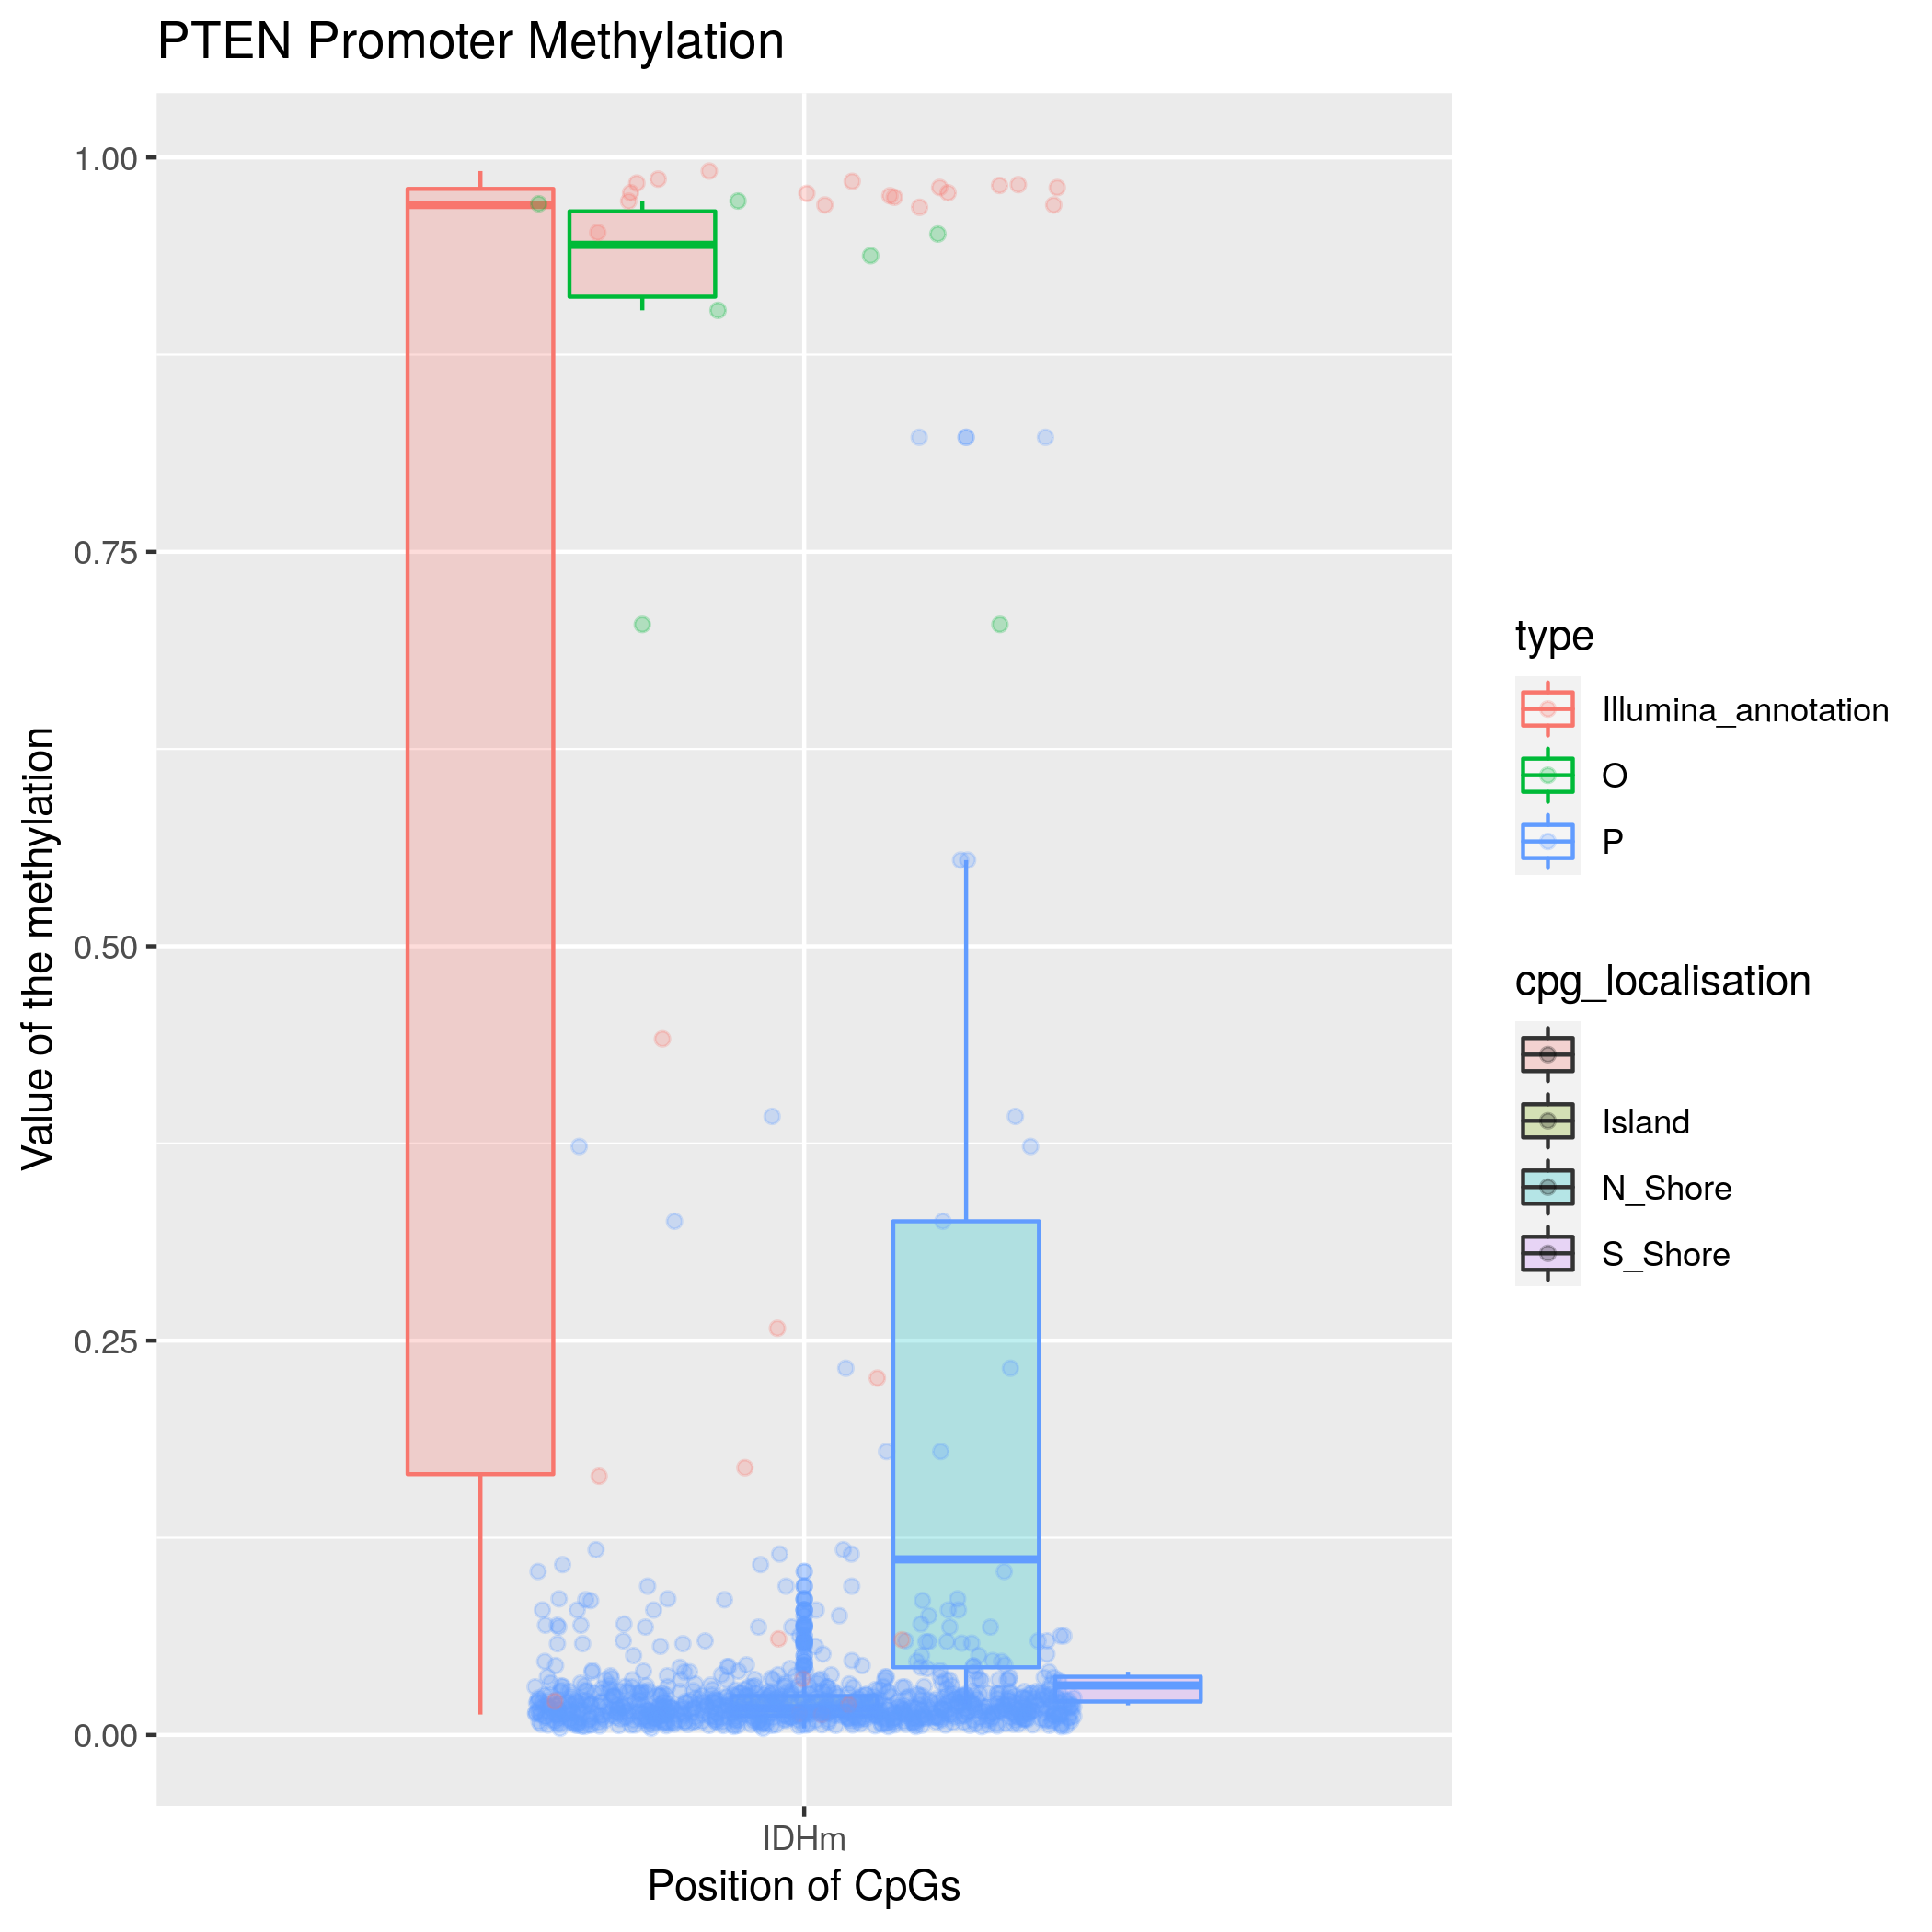 PTEN Promoter Methylation
Value of the methylation
1.00
0.75
0.50
0.25
0.00
IDHm
Position of CpGs
type
Illumina_annotation
O
P
cpg_localisation
Island
N_Shore
S_Shore